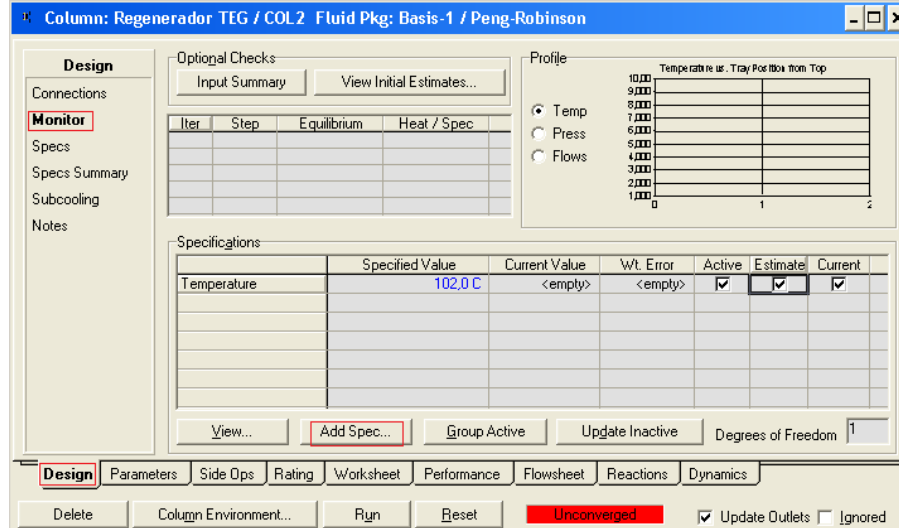 Column: Regenerador TEG / COL2 Fluid Pkg: Basis-1 / Peng-Robinson
Design
Connections
Monitor
Specs
Specs Summary
Subcooling
Notes
Optional Checks
Input Summary
View Initial Estimates...
Iter Step Equilibrium Heat / Spec
Profile
Temp
Press
Flows
Temperature vs. Tray Position from Top
10,00
9,000
8,000
7,000
6,000
5,000
4,000
3,000
2,000
1,000
0 1 2
Specifications
Specified Value Current Value Wt. Error Active Estimate Current
Temperature 102,0 C <empty> <empty>
View... Add Spec... Group Active Update Inactive Degrees of Freedom 1
Design Parameters Side Ops Rating Worksheet Performance Flowsheet Reactions Dynamics
Delete Column Environment... Run Reset Unconverged Update Outlets Ignored